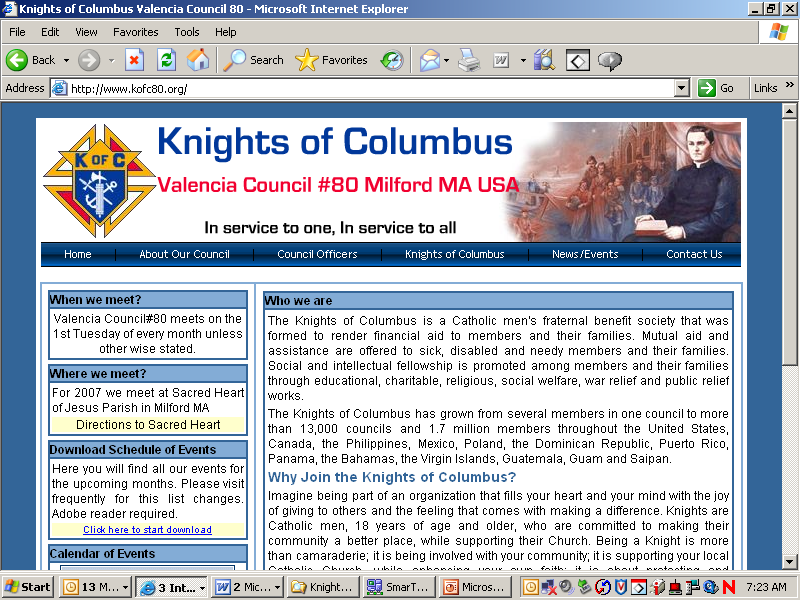 Knights of Columbus Valencia Council 80 - Microsoft Internet Explorer
File Edit View Favorites Tools Help
Back Search Favorites
Address http://www.kofc80.org/ Go Links »
K OF C
Knights of Columbus
Valencia Council #80 Milford MA USA
In service to one, In service to all
Home About Our Council Council Officers Knights of Columbus News/Events Contact Us
When we meet?
Valencia Council#80 meets on the
1st Tuesday of every month unless
other wise stated.
Where we meet?
For 2007 we meet at Sacred Heart
of Jesus Parish in Milford MA
Directions to Sacred Heart
Download Schedule of Events
Here you will find all our events for
the upcoming months. Please visit
frequently for this list changes.
Adobe reader required.
Click here to start download
Calendar of Events
Who we are
The Knights of Columbus is a Catholic men's fraternal benefit society that was
formed to render financial aid to members and their families. Mutual aid and
assistance are offered to sick, disabled and needy members and their families.
Social and intellectual fellowship is promoted among members and their families
through educational, charitable, religious, social welfare, war relief and public relief
works.
The Knights of Columbus has grown from several members in one council to more
than 13,000 councils and 1.7 million members throughout the United States,
Canada, the Philippines, Mexico, Poland, the Dominican Republic, Puerto Rico,
Panama, the Bahamas, the Virgin Islands, Guatemala, Guam and Saipan.
Why Join the Knights of Columbus?
Imagine being part of an organization that fills your heart and your mind with the joy
of giving to others and the feeling that comes with making a difference. Knights are
Catholic men, 18 years of age and older, who are committed to making their
community a better place, while supporting their Church. Being a Knight is more
than camaraderie; it is being involved with your community; it is supporting your local
Catholic Church, while enhancing your own faith; it is about protecting and
Start 13 M... 3 Int... 2 Mic... Knight... SmarT... Micros... 7:23 AM